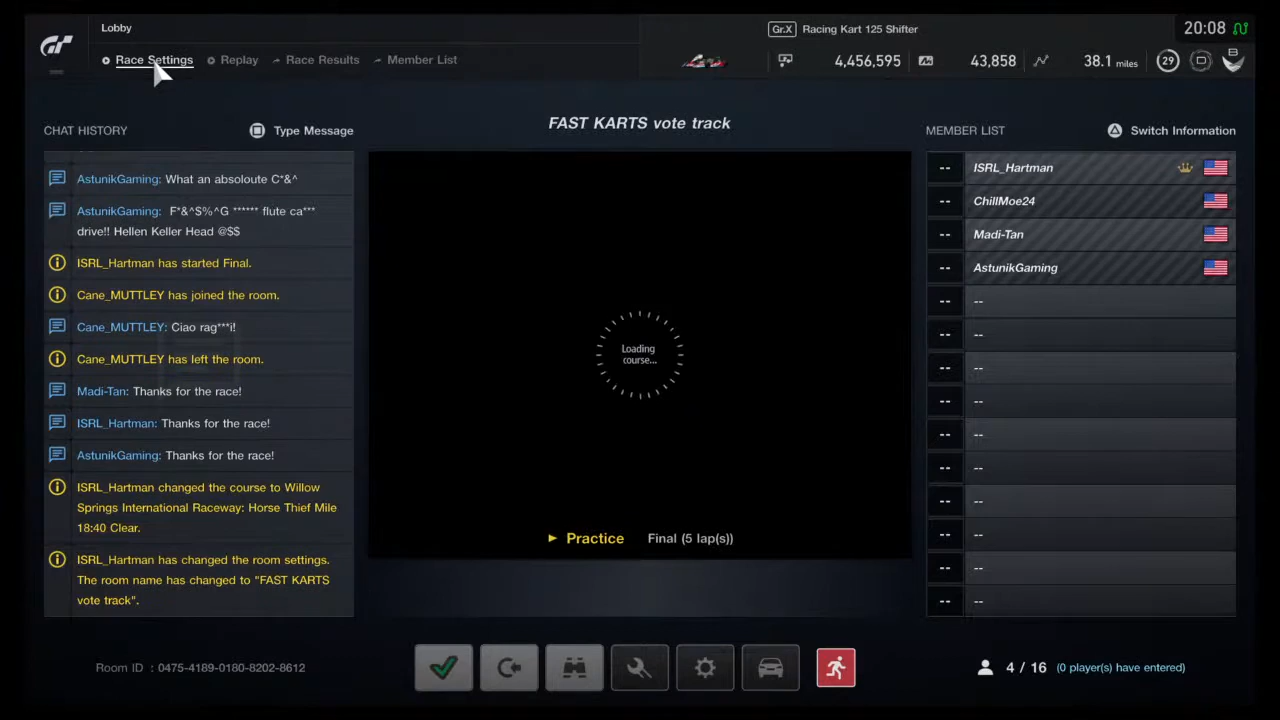 Lobby
Gr.X Racing Kart 125 Shifter
20:08
Race Settings Replay Race Results Member List
4,456,595 43,858 38.1 miles 29 B
FAST KARTS vote track
CHAT HISTORY Type Message
MEMBER LIST Switch Information
AstunikGaming: What an absoloute C*&^
AstunikGaming: F*&^$%^G ****** flute ca***
drive!! Hellen Keller Head @$$
ISRL_Hartman has started Final.
Cane_MUTTLEY has joined the room.
Cane_MUTTLEY: Ciao rag***i!
Cane_MUTTLEY has left the room.
Madi-Tan: Thanks for the race!
ISRL_Hartman: Thanks for the race!
AstunikGaming: Thanks for the race!
ISRL_Hartman changed the course to Willow
Springs International Raceway: Horse Thief Mile
18:40 Clear.
ISRL_Hartman has changed the room settings.
The room name has changed to "FAST KARTS
vote track".
Loading
course...
Practice Final (5 lap(s))
-- ISRL_Hartman
-- ChillMoe24
-- Madi-Tan
-- AstunikGaming
-- --
-- --
-- --
-- --
-- --
-- --
-- --
-- --
-- --
-- --
Room ID : 0475-4189-0180-8202-8612
4 / 16 (0 player(s) have entered)